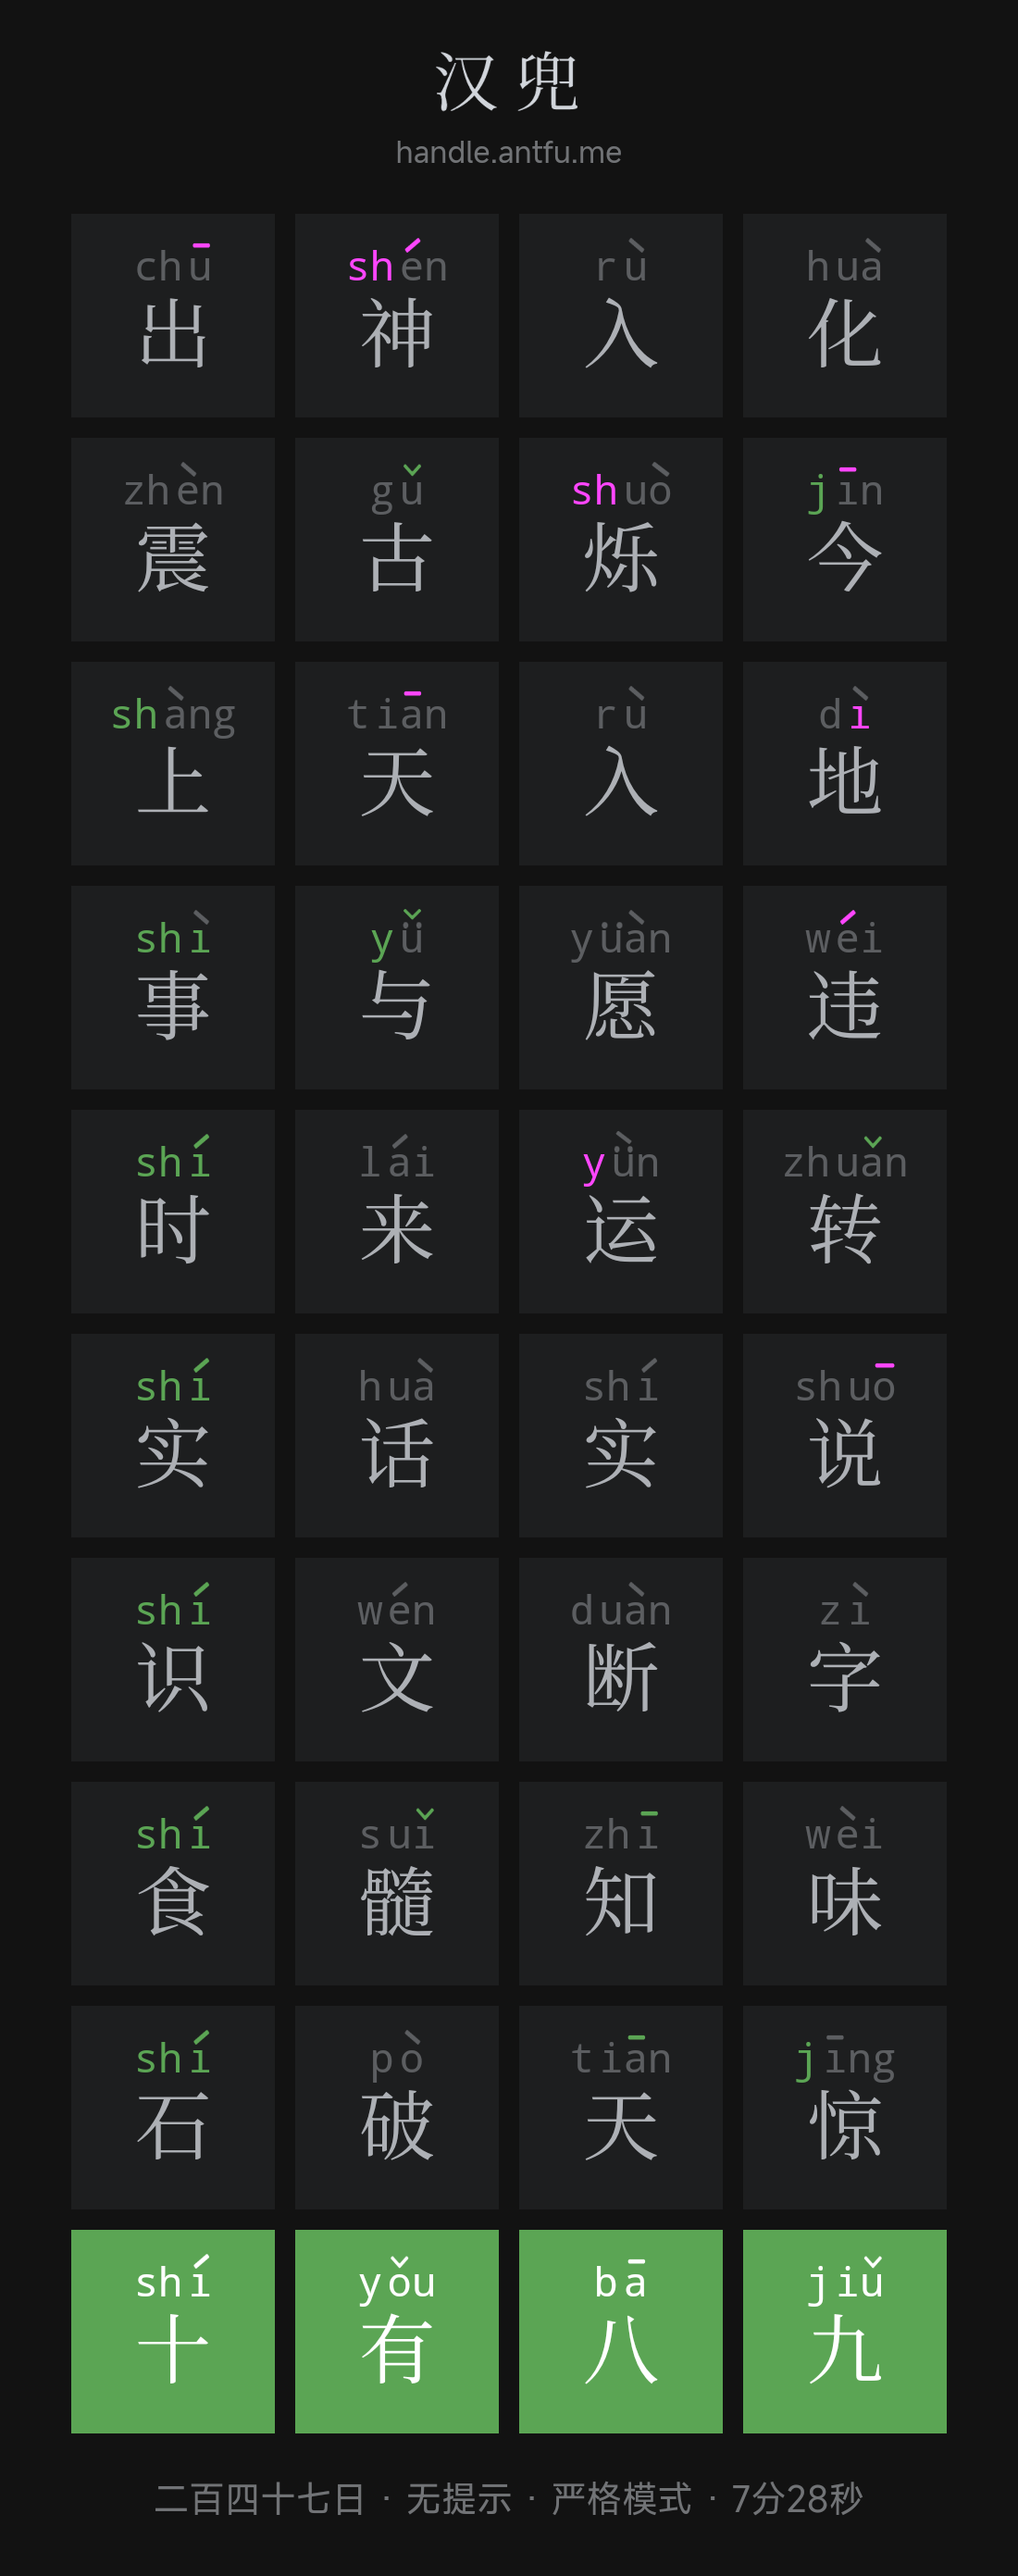 汉兜
handle.antfu.me
chū shén rù huà
出 神 入 化
zhèn gǔ shuò jīn
震 古 烁 今
shàng tiān rù dì
上 天 入 地
shì yǚ yüàn wéi
事 与 愿 违
shí lái yǜn zhuǎn
时 来 运 转
shí huà shí shuō
实 话 实 说
shí wén duàn zì
识 文 断 字
shí suǐ zhī wèi
食 髓 知 味
shí pò tiān jīng
石 破 天 惊
shí yǒu bā jiǔ
十 有 八 九
二百四十七日 · 无提示 · 严格模式 · 7分28秒